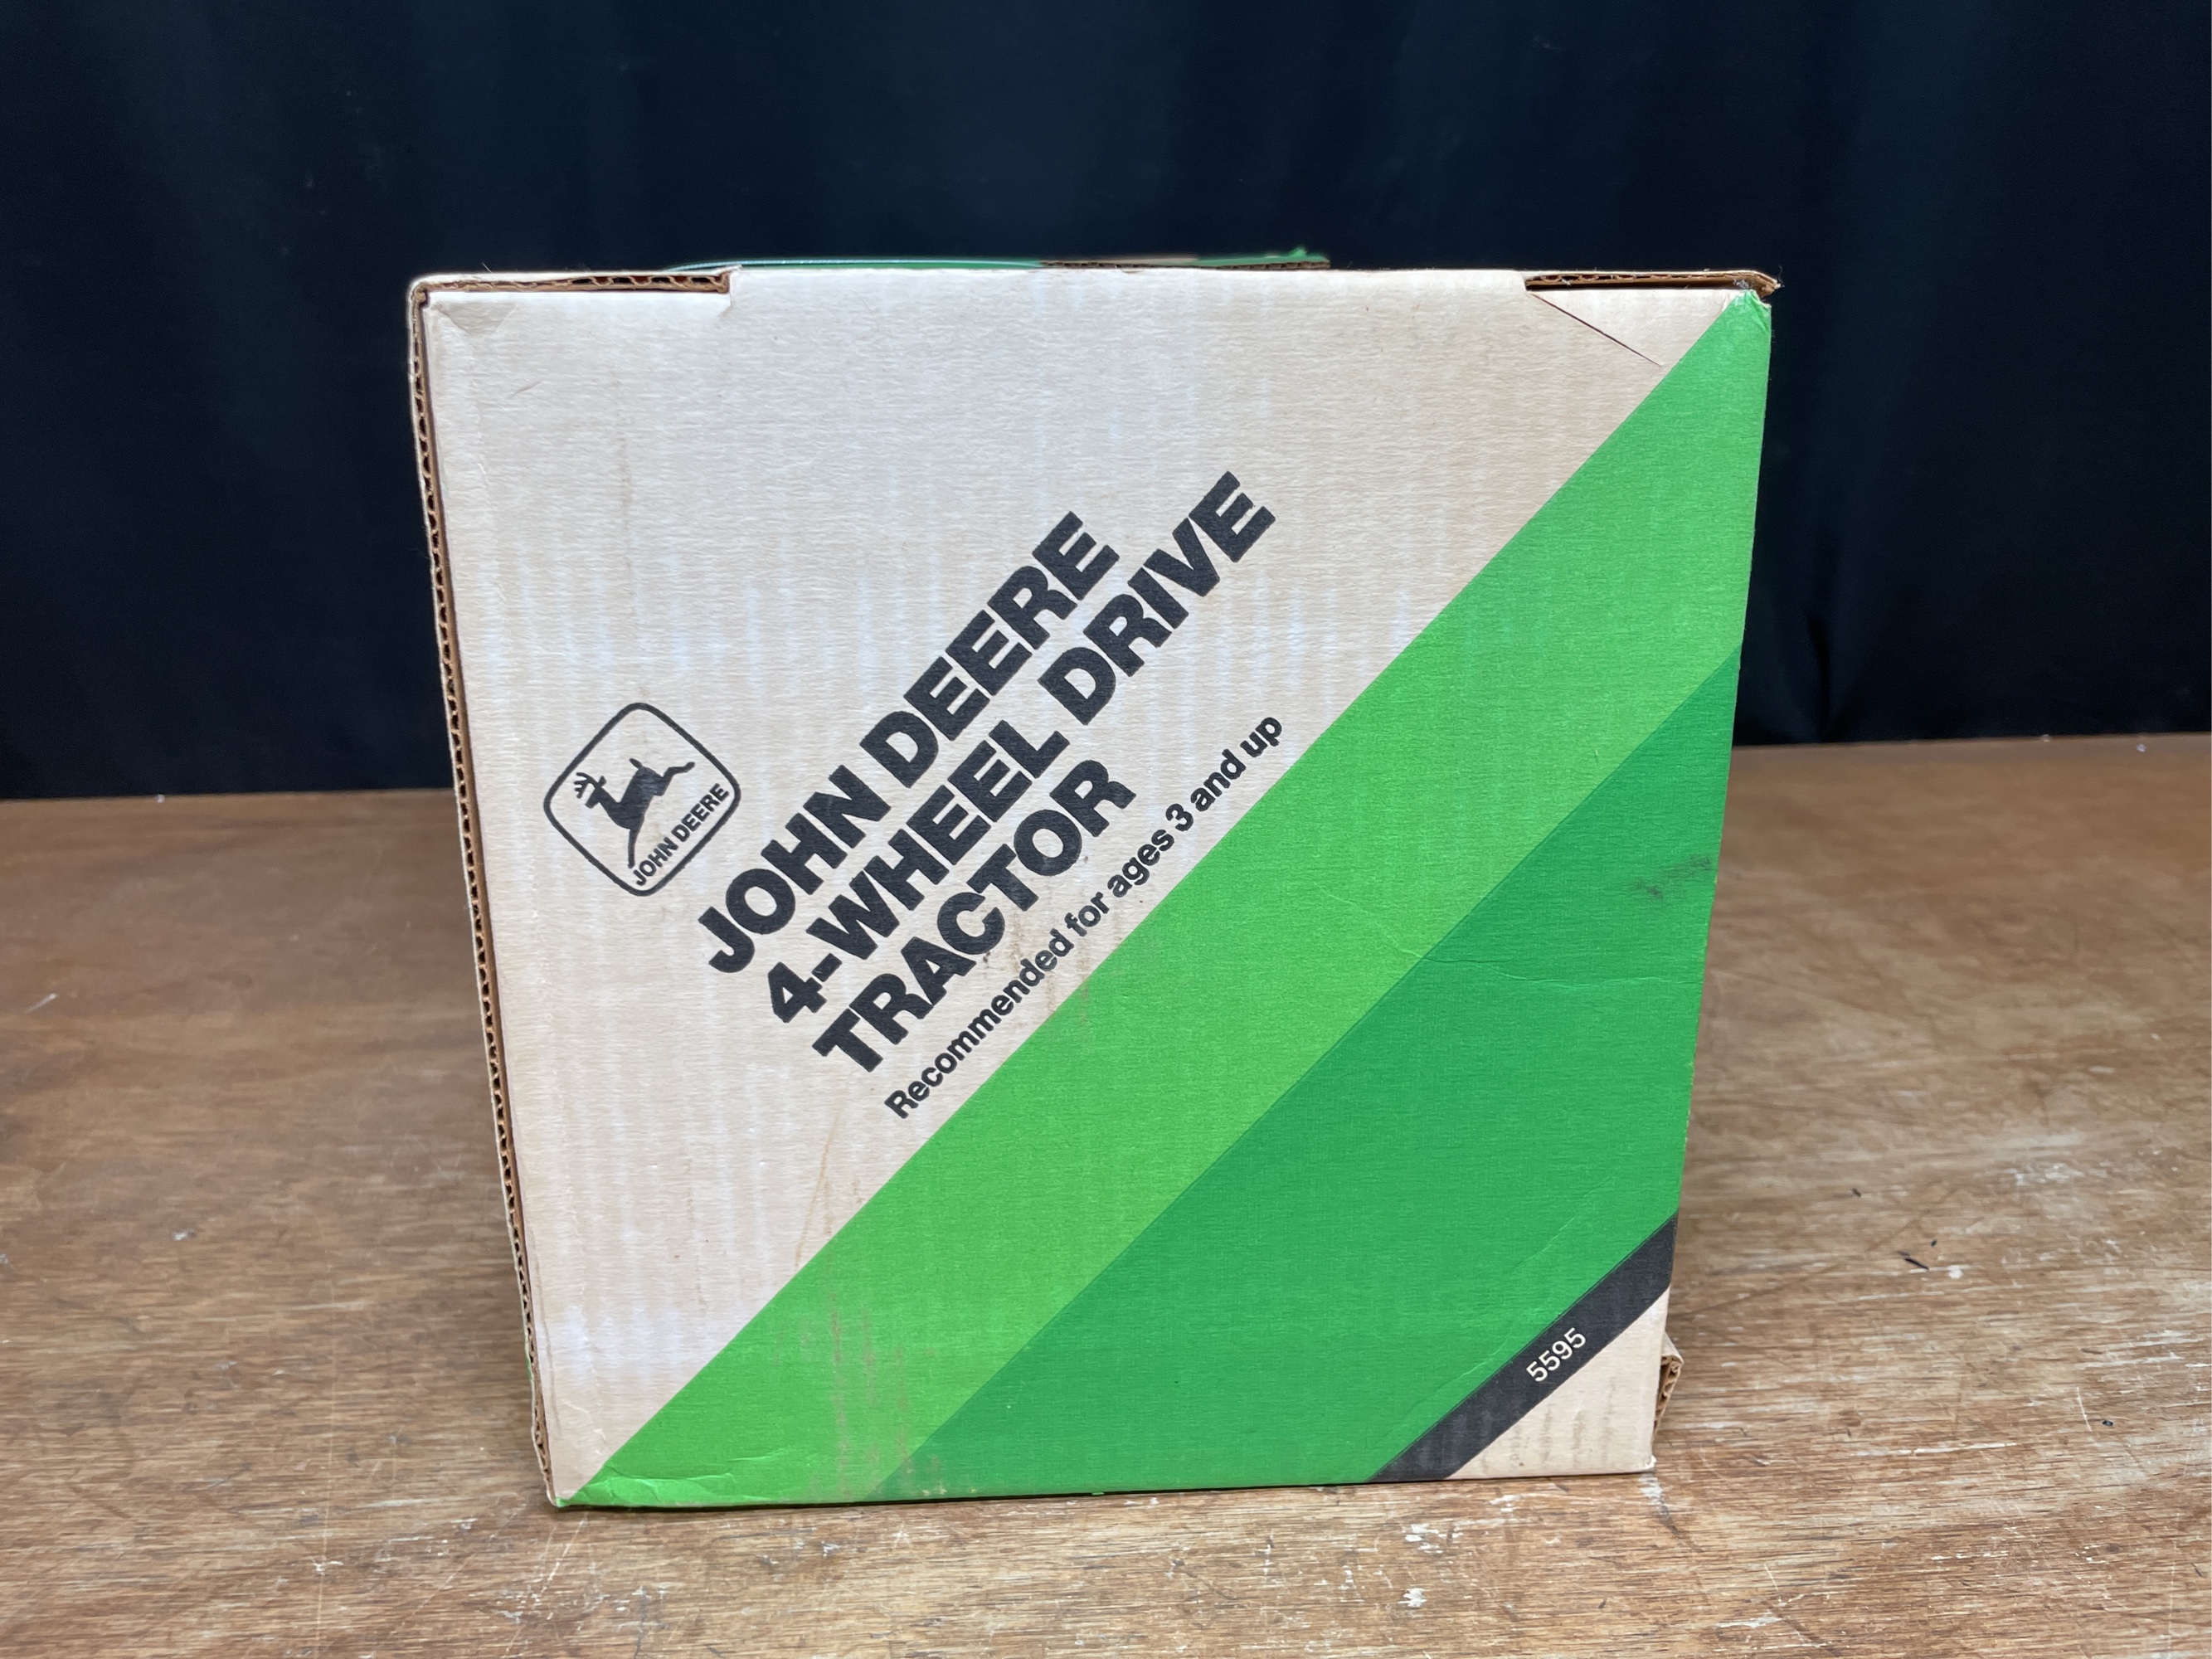 JOHN DEERE
JOHN DEERE
4-WHEEL DRIVE
TRACTOR
Recommended for ages 3 and up
5595